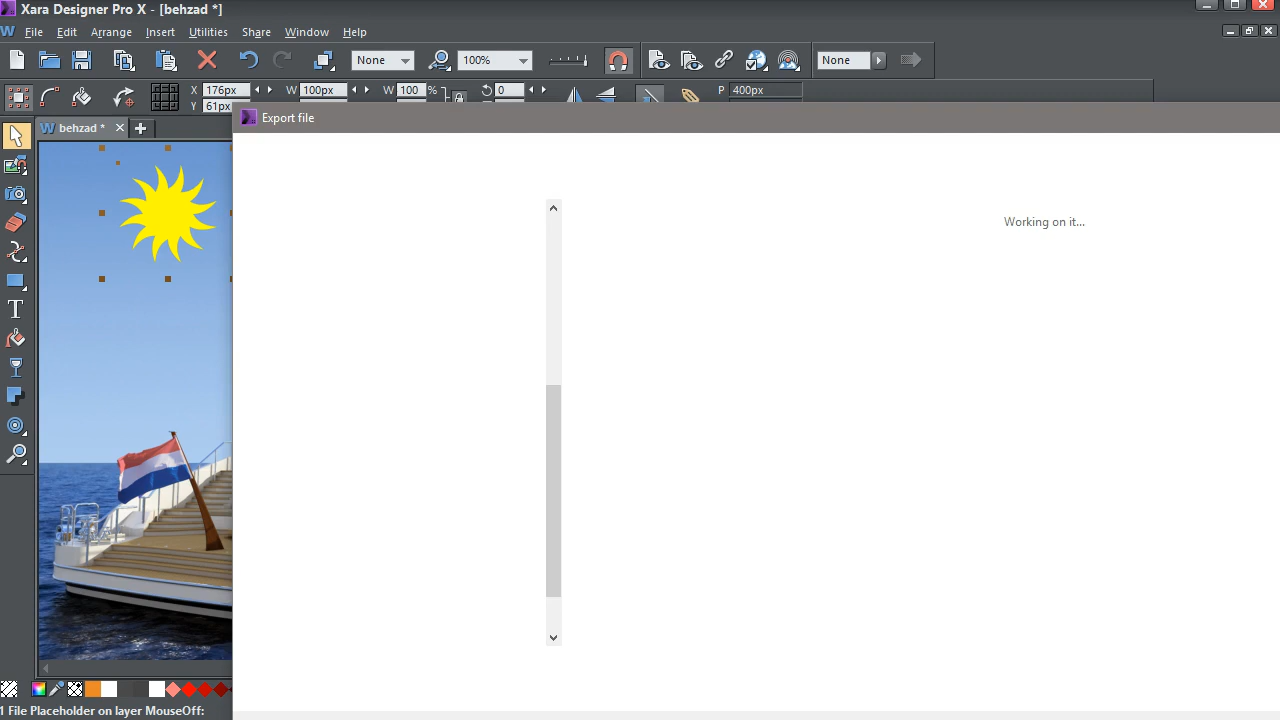 Xara Designer Pro X - [behzad *]
File Edit Arrange Insert Utilities Share Window Help
None 100% None
X 176px W 100px W 100 % 0 P 400px
Y 61px
behzad *
Export file
Working on it...
T
1 File Placeholder on layer MouseOff: